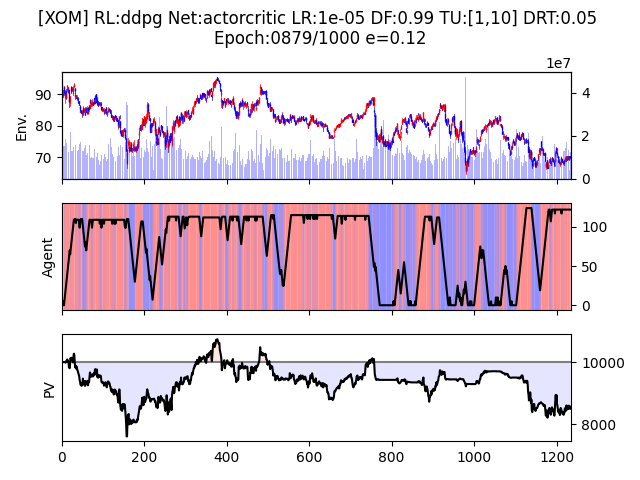 [XOM] RL:ddpg Net:actorcritic LR:1e-05 DF:0.99 TU:[1,10] DRT:0.05
Epoch:0879/1000 e=0.12
1e7
90
80
70
Env.
4
2
0
Agent
100
50
0
PV
10000
8000
0 200 400 600 800 1000 1200